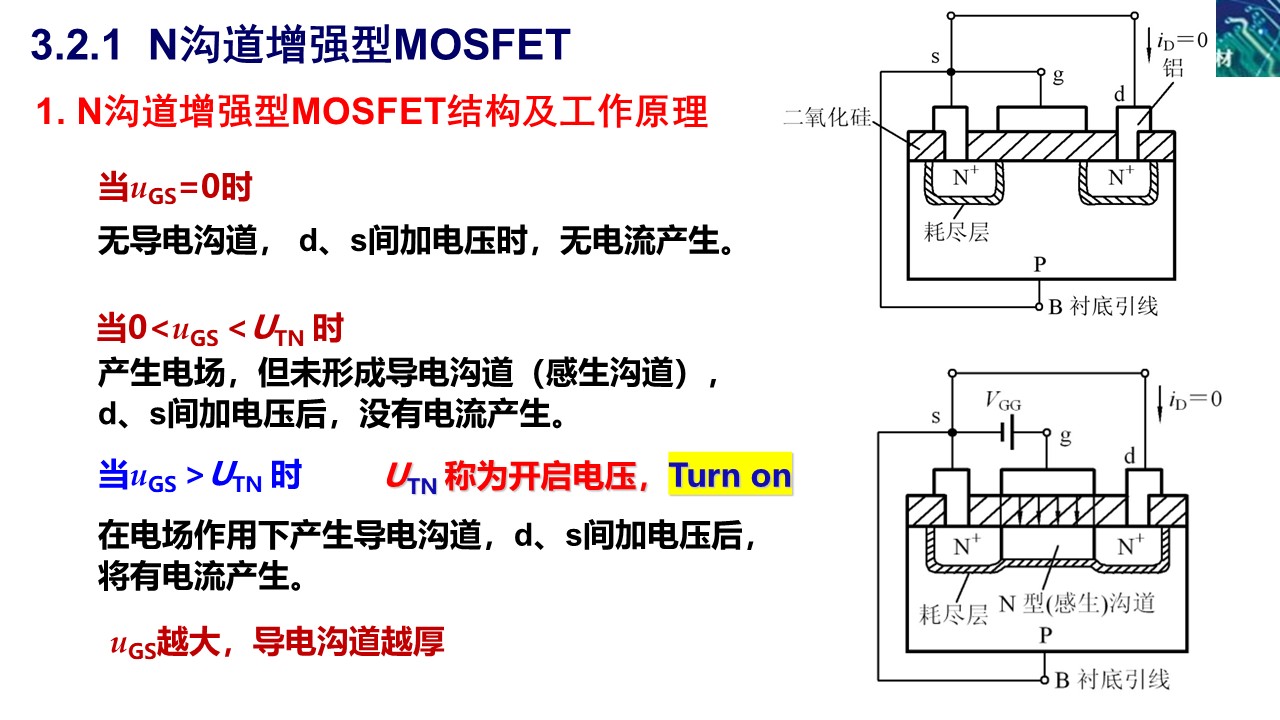 3.2.1 N沟道增强型MOSFET
1. N沟道增强型MOSFET结构及工作原理
当uGS=0时
无导电沟道， d、s间加电压时，无电流产生。
当0<uGS <UTN 时
产生电场，但未形成导电沟道（感生沟道），
d、s间加电压后，没有电流产生。
当uGS >UTN 时 UTN 称为开启电压，Turn on
在电场作用下产生导电沟道，d、s间加电压后，
将有电流产生。
uGS越大，导电沟道越厚
材
iD=0
s
g
铝
d
二氧化硅
N+ N+
耗尽层
P
B 衬底引线
VGG
iD=0
s
g
d
N+ N+
耗尽层 N 型(感生)沟道
P
B 衬底引线